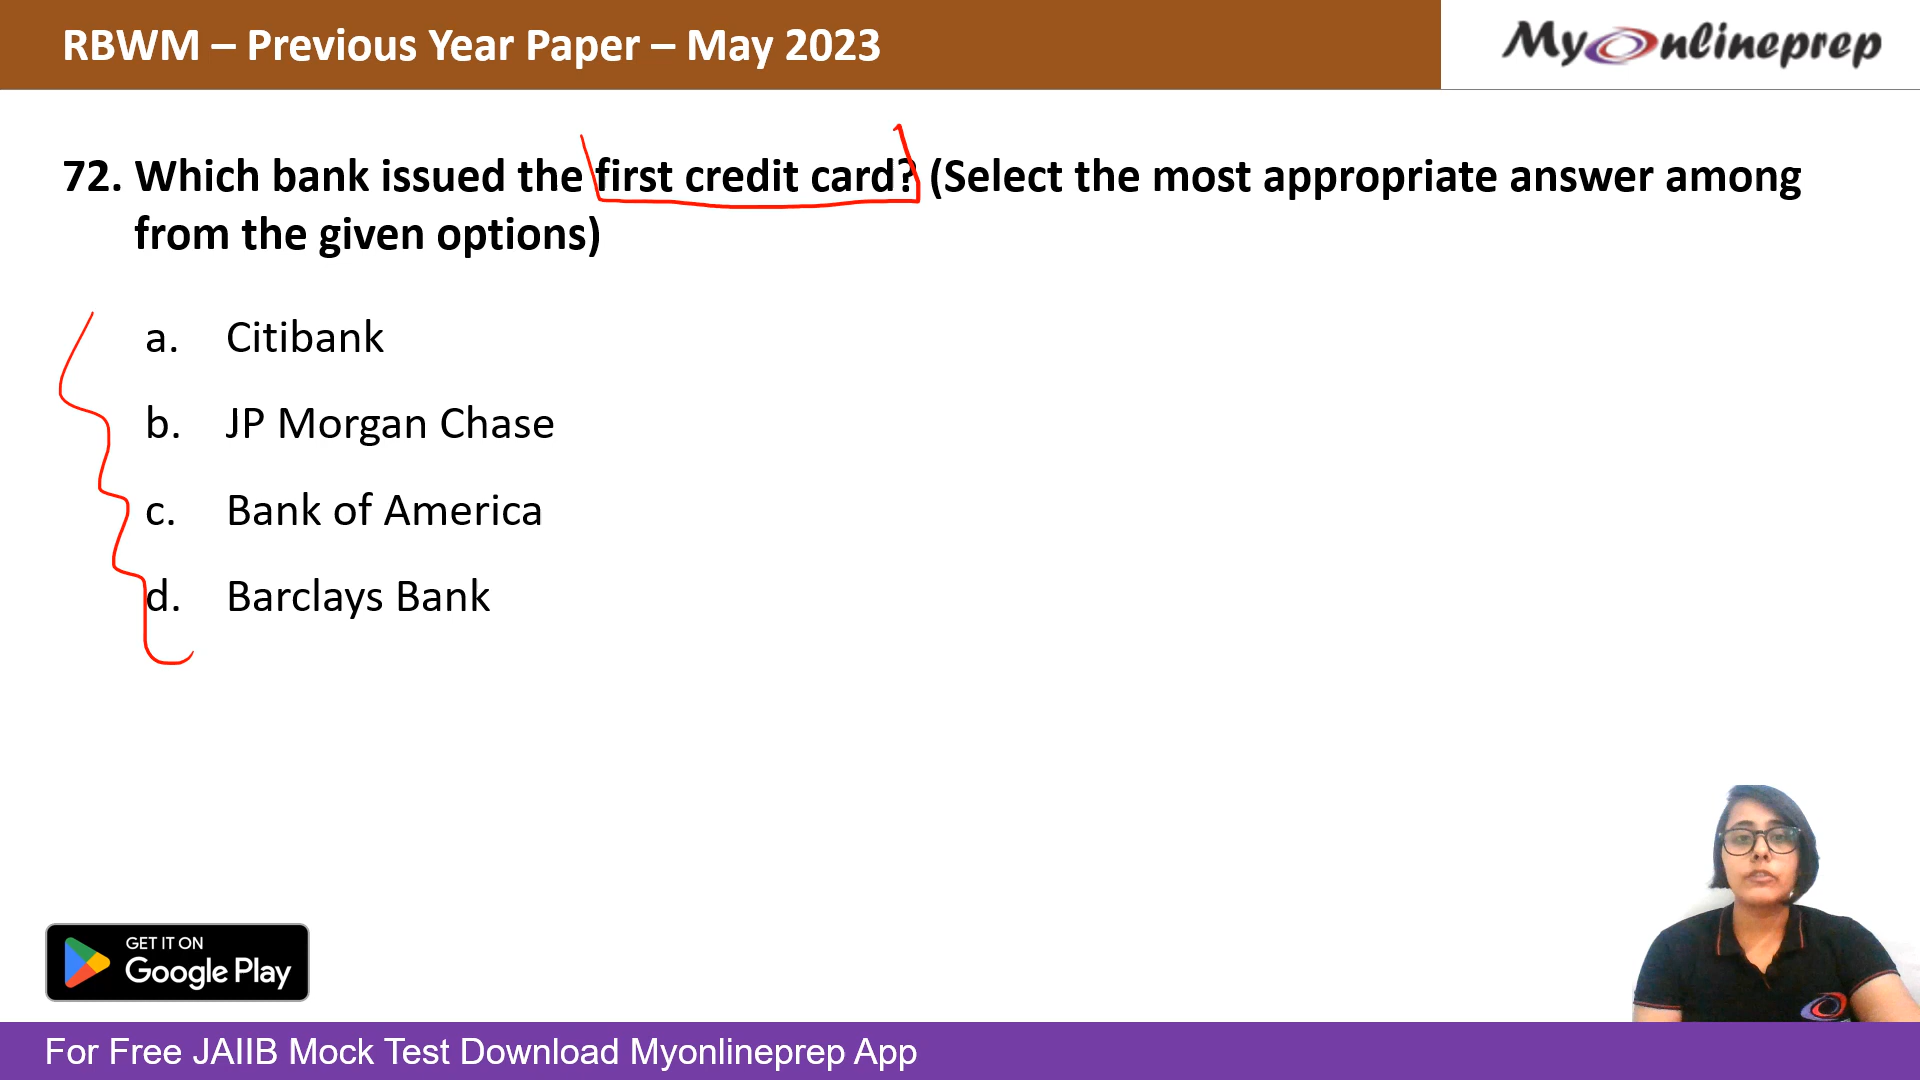 RBWM – Previous Year Paper – May 2023
MyOnlineprep
72. Which bank issued the first credit card? (Select the most appropriate answer among
from the given options)
a. Citibank
b. JP Morgan Chase
c. Bank of America
d. Barclays Bank
GET IT ON
Google Play
For Free JAIIB Mock Test Download Myonlineprep App